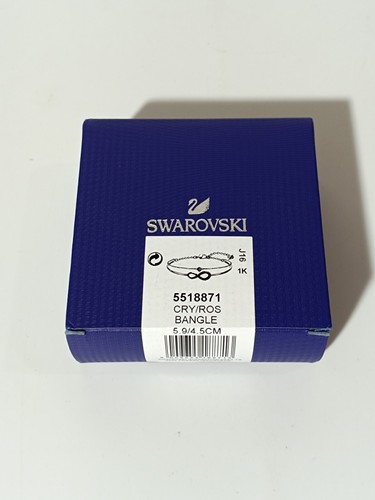 SWAROVSKI
J16
1K
5518871
CRY/ROS
BANGLE
5.9/4.5CM